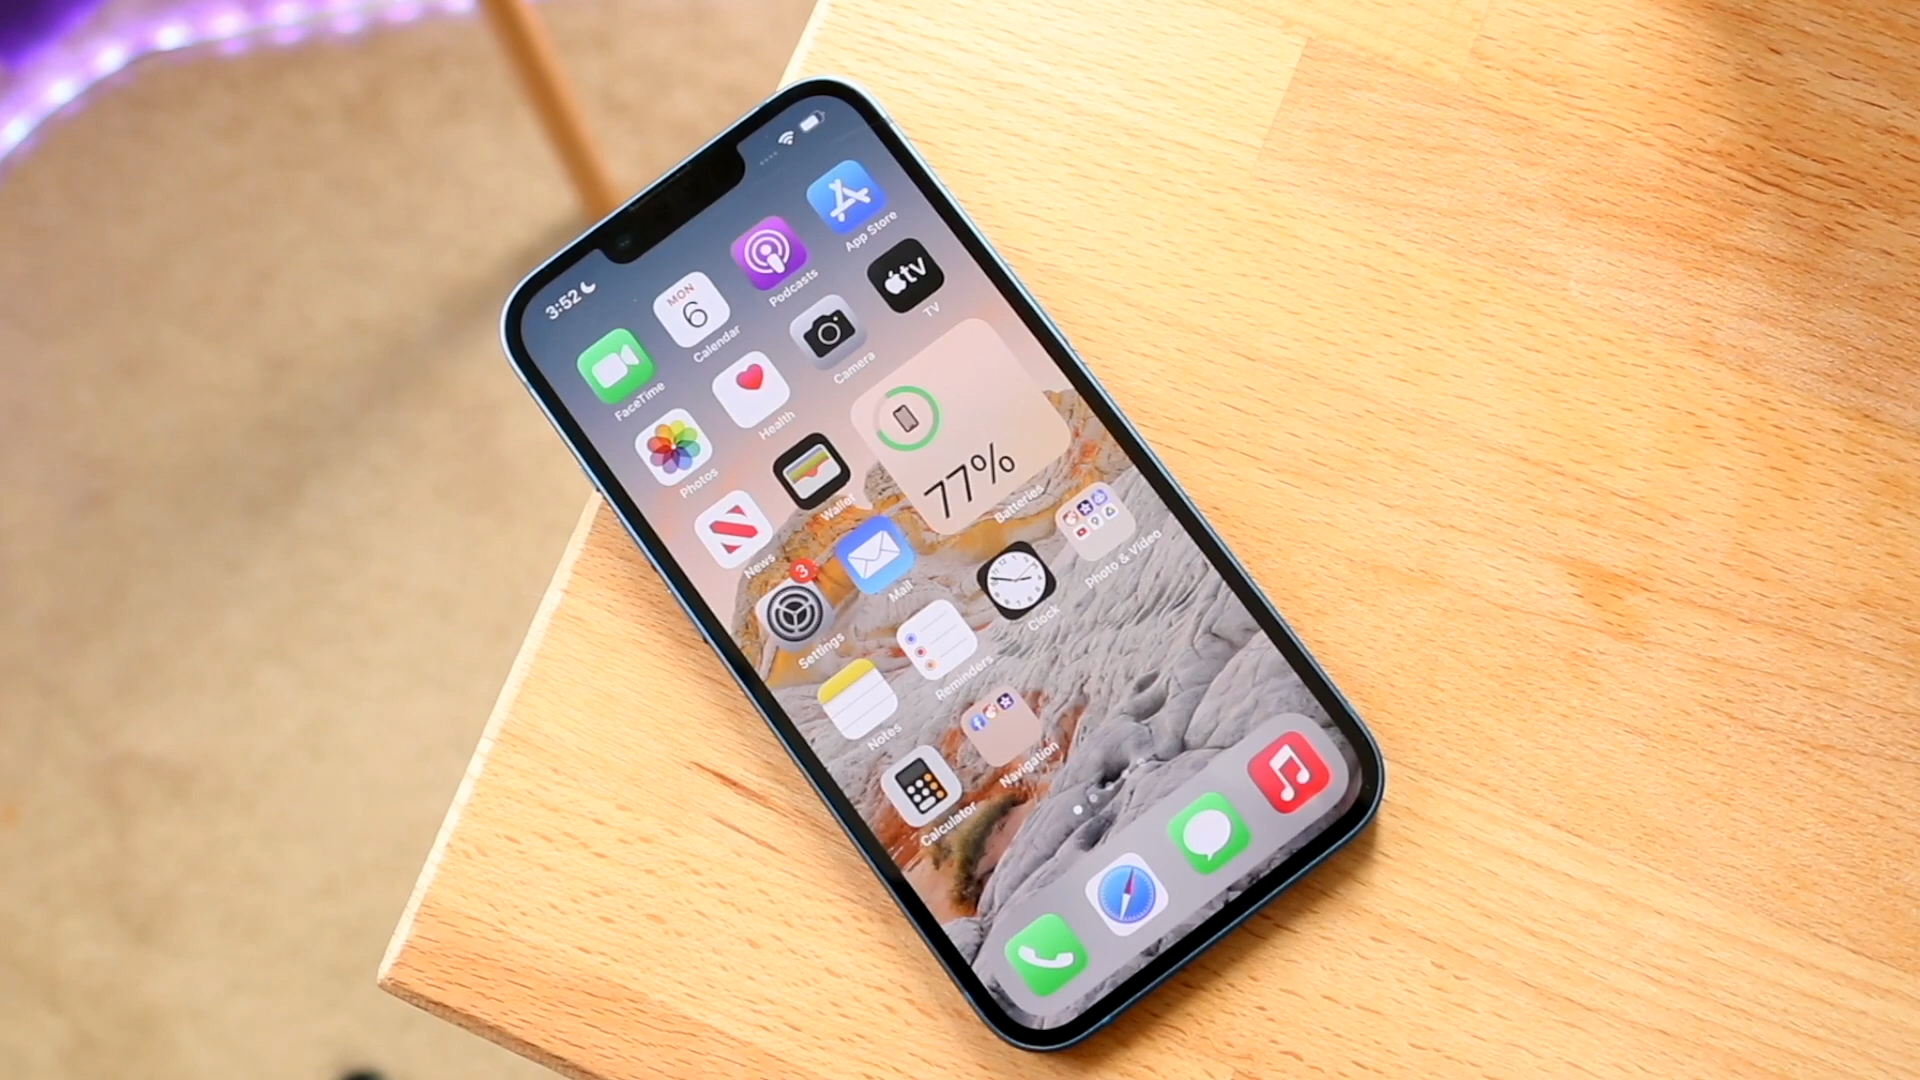 3:52
FaceTime
MON
6
Calendar
Podcasts
App Store
Photos
Health
Camera
tv
TV
News
Wallet
77%
Batteries
3
Settings
Mail
Clock
Photo & Video
Notes
Reminders
Calculator
Navigation